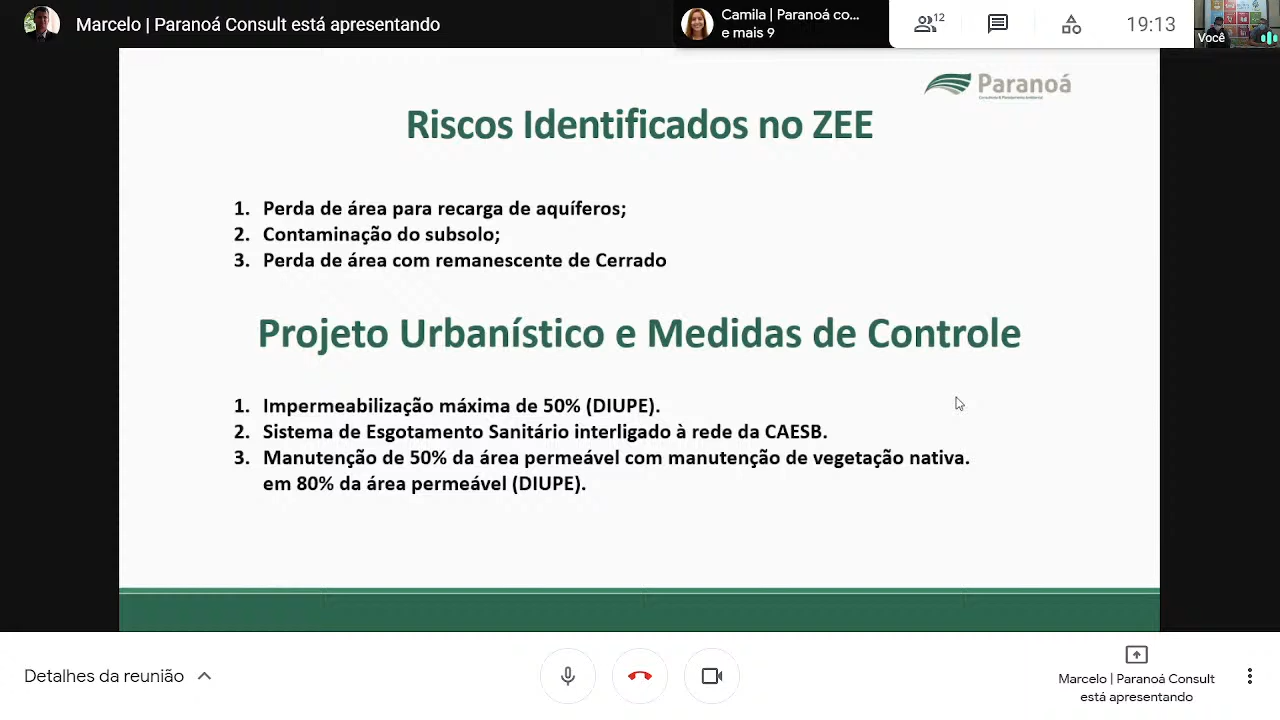 Marcelo | Paranoá Consult está apresentando
Camila | Paranoá co...
e mais 9
12
19:13
Você
Paranoá
Riscos Identificados no ZEE
1. Perda de área para recarga de aquíferos;
2. Contaminação do subsolo;
3. Perda de área com remanescente de Cerrado
Projeto Urbanístico e Medidas de Controle
1. Impermeabilização máxima de 50% (DIUPE).
2. Sistema de Esgotamento Sanitário interligado à rede da CAESB.
3. Manutenção de 50% da área permeável com manutenção de vegetação nativa.
em 80% da área permeável (DIUPE).
Detalhes da reunião
Marcelo | Paranoá Consult
está apresentando